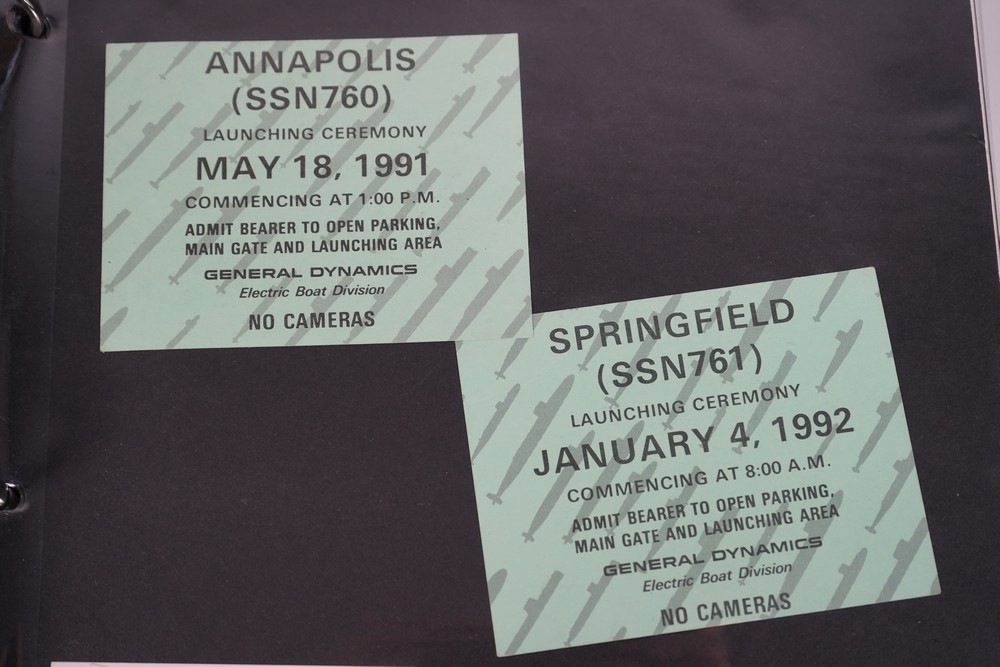 ANNAPOLIS
(SSN760)
LAUNCHING CEREMONY
MAY 18, 1991
COMMENCING AT 1:00 P.M.
ADMIT BEARER TO OPEN PARKING,
MAIN GATE AND LAUNCHING AREA
GENERAL DYNAMICS
Electric Boat Division
NO CAMERAS
SPRINGFIELD
(SSN761)
LAUNCHING CEREMONY
JANUARY 4, 1992
COMMENCING AT 8:00 A.M.
ADMIT BEARER TO OPEN PARKING,
MAIN GATE AND LAUNCHING AREA
GENERAL DYNAMICS
Electric Boat Division
NO CAMERAS